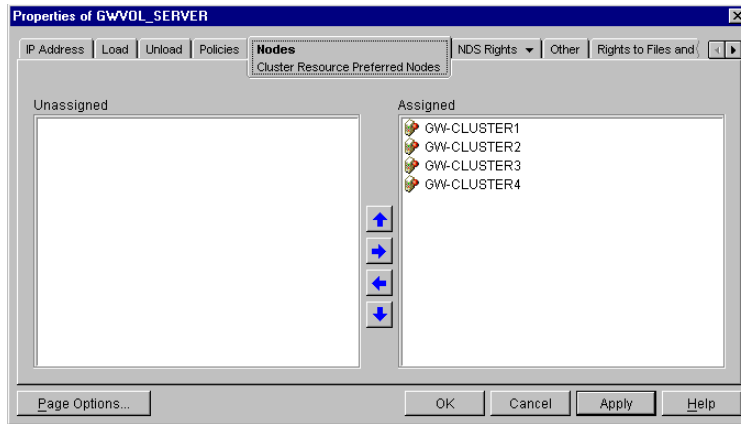 Properties of GWVOL_SERVER
IP Address Load Unload Policies Nodes NDS Rights Other Rights to Files and
Cluster Resource Preferred Nodes
Unassigned Assigned
GW-CLUSTER1
GW-CLUSTER2
GW-CLUSTER3
GW-CLUSTER4
Page Options... OK Cancel Apply Help